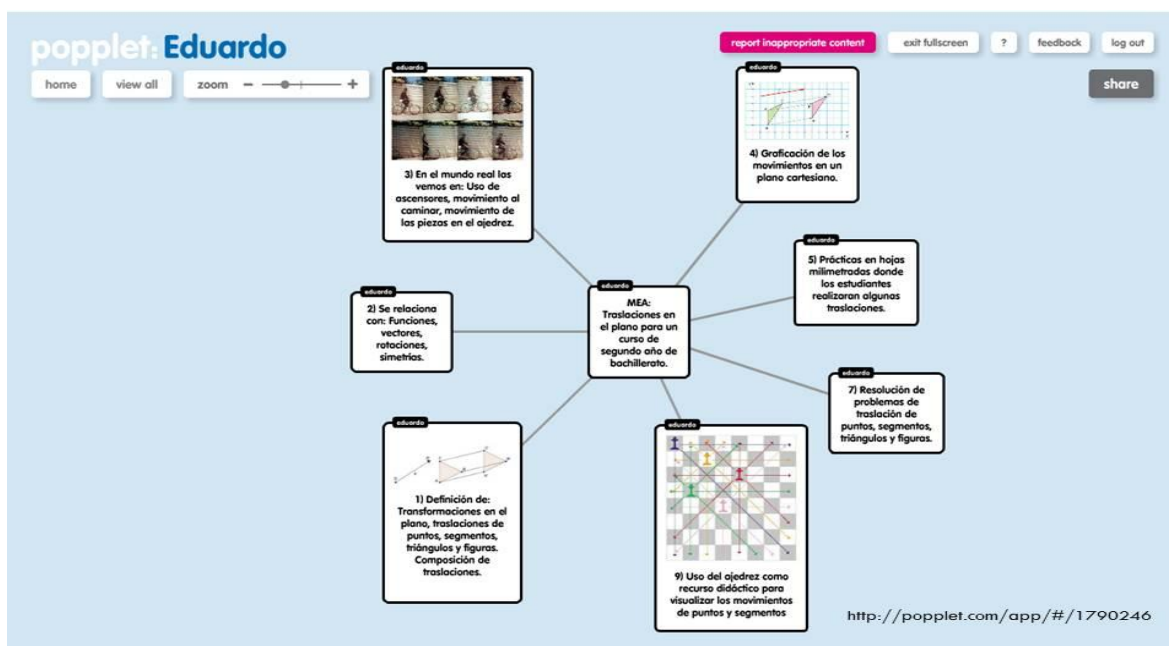 popplet: Eduardo
report inappropriate content
exit fullscreen
?
feedback
log out
home
view all
zoom
share
eduardo
3) En el mundo real las
vemos en: Uso de
ascensores, movimiento al
caminar, movimiento de
las piezas en el ajedrez.
eduardo
4) Graficación de los
movimientos en un
plano cartesiano.
eduardo
5) Prácticas en hojas
milimetradas donde
los estudiantes
realizaran algunas
traslaciones.
eduardo
MEA:
Traslaciones en
el plano para un
curso de
segundo año de
bachillerato.
eduardo
2) Se relaciona
con: Funciones,
vectores,
rotaciones,
simetrías.
eduardo
7) Resolución de
problemas de
traslación de
puntos, segmentos,
triángulos y figuras.
eduardo
1) Definición de:
Transformaciones en el
plano, traslaciones de
puntos, segmentos,
triángulos y figuras.
Composición de
traslaciones.
eduardo
9) Uso del ajedrez como
recurso didáctico para
visualizar los movimientos
de puntos y segmentos
http://popplet.com/app/#/1790246